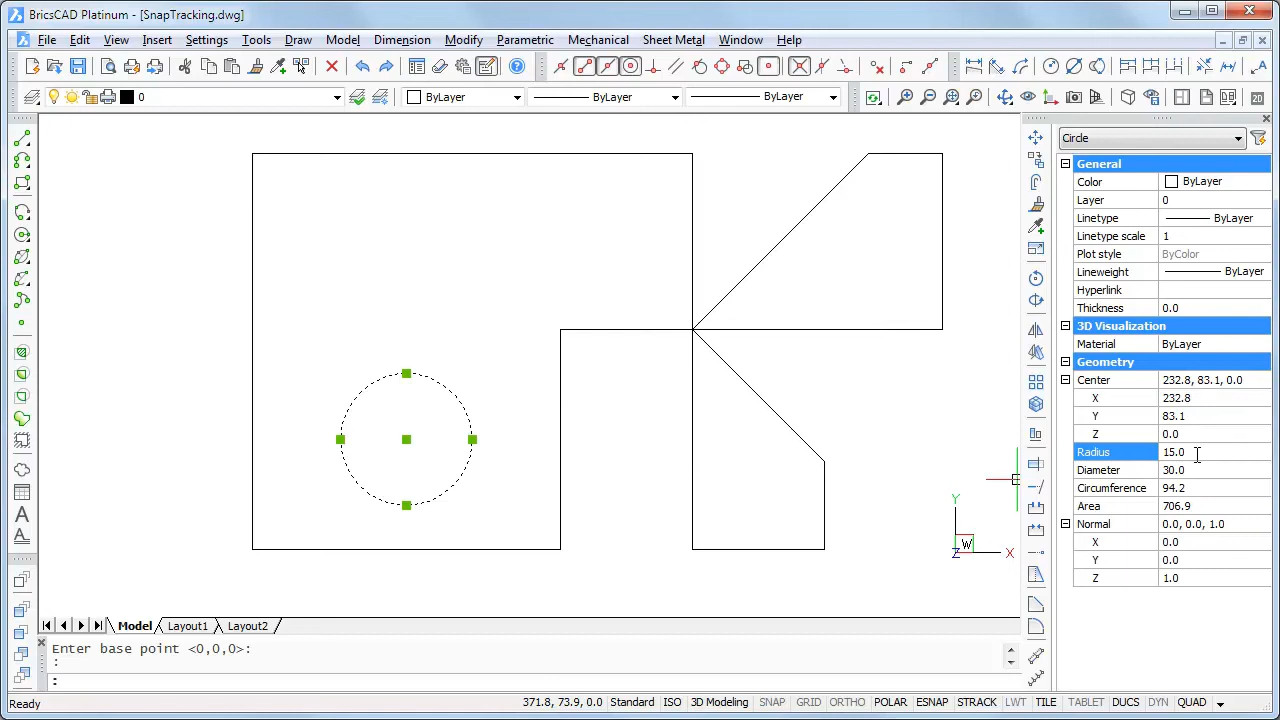 BricsCAD Platinum - [SnapTracking.dwg]
File Edit View Insert Settings Tools Draw Model Dimension Modify Parametric Mechanical Sheet Metal Window Help
0 ByLayer ByLayer ByLayer
2D
Circle
General
Color ByLayer
Layer 0
Linetype ByLayer
Linetype scale 1
Plot style ByColor
Lineweight ByLayer
Hyperlink
Thickness 0.0
3D Visualization
Material ByLayer
Geometry
Center 232.8, 83.1, 0.0
X 232.8
Y 83.1
Z 0.0
Radius 15.0
Diameter 30.0
Circumference 94.2
Area 706.9
Normal 0.0, 0.0, 1.0
X 0.0
Y 0.0
Z 1.0
A
A
Y
W
Z X
Model Layout1 Layout2
Enter base point <0,0,0>:
:
:
Ready 371.8, 73.9, 0.0 Standard ISO 3D Modeling SNAP GRID ORTHO POLAR ESNAP STRACK LWT TILE TABLET DUCS DYN QUAD